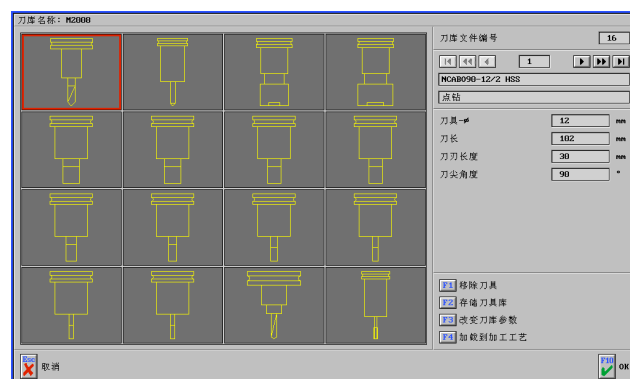 刀库名称: M2000
刀库文件编号 16
1
NCAB090-12/2 HSS
点钻
刀具-ø 12 mm
刀长 102 mm
刀刃长度 30 mm
刀尖角度 90 °
F1 移除刀具
F2 存储刀具库
F3 改变刀库参数
F4 加载到加工工艺
Esc 取消
F10 OK